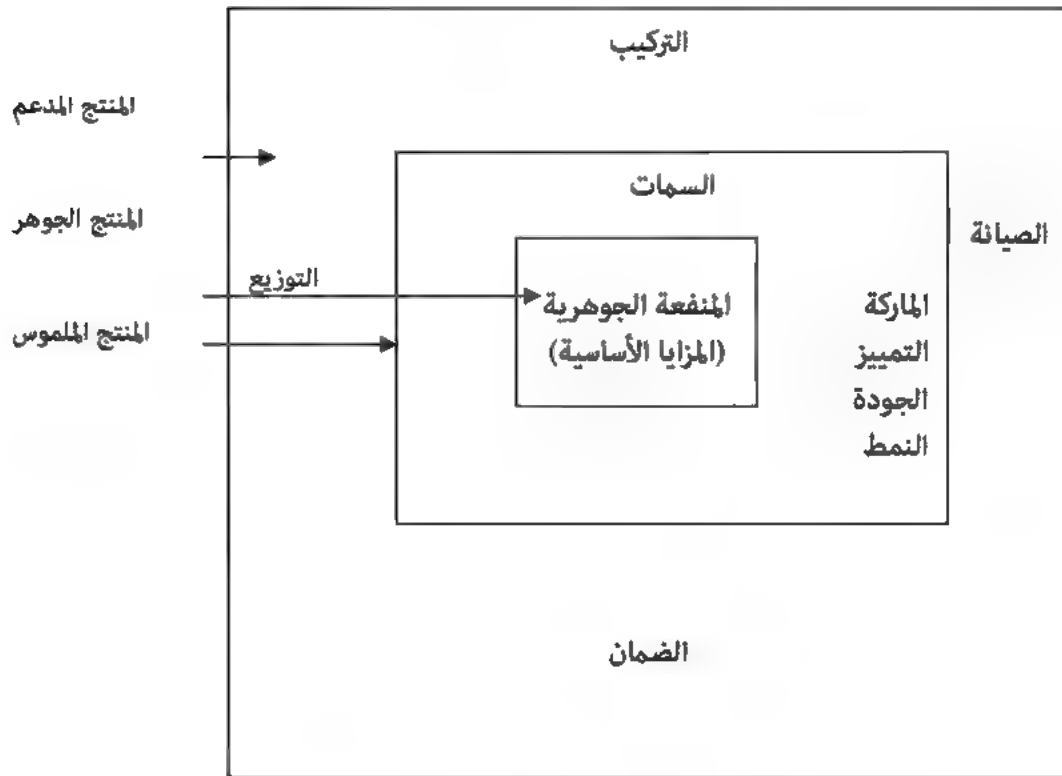 التركيب
المنتج المدعم
السمات
المنتج الجوهر
الصيانة
التوزيع
المنفعة الجوهرية
(المزايا الأساسية)
المنتج الملموس
الماركة
التمييز
الجودة
النمط
الضمان